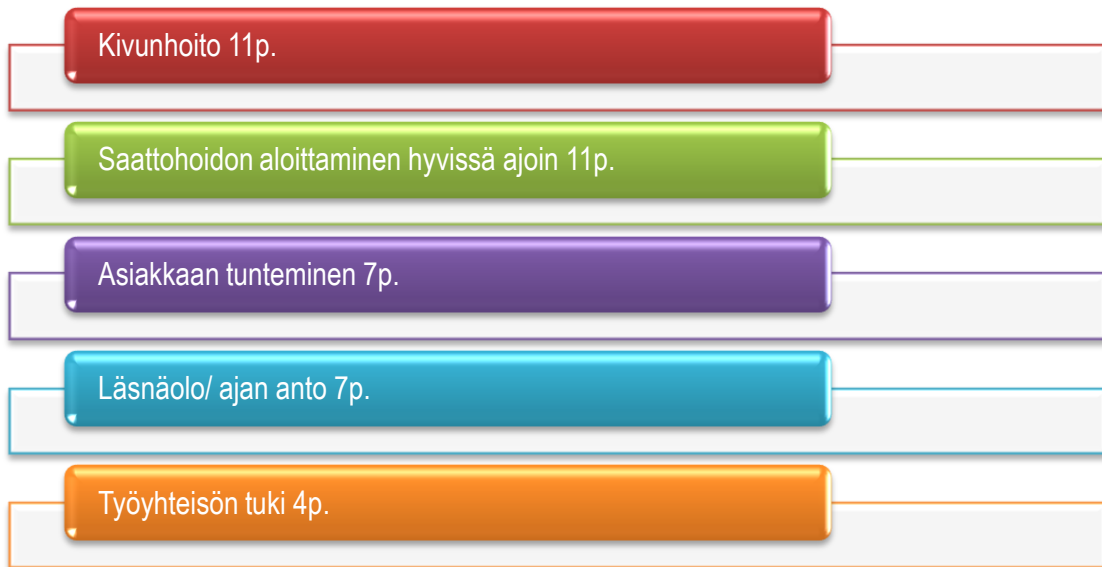 Kivunhoito 11p.
Saattohoidon aloittaminen hyvissä ajoin 11p.
Asiakkaan tunteminen 7p.
Läsnäolo/ ajan anto 7p.
Työyhteisön tuki 4p.